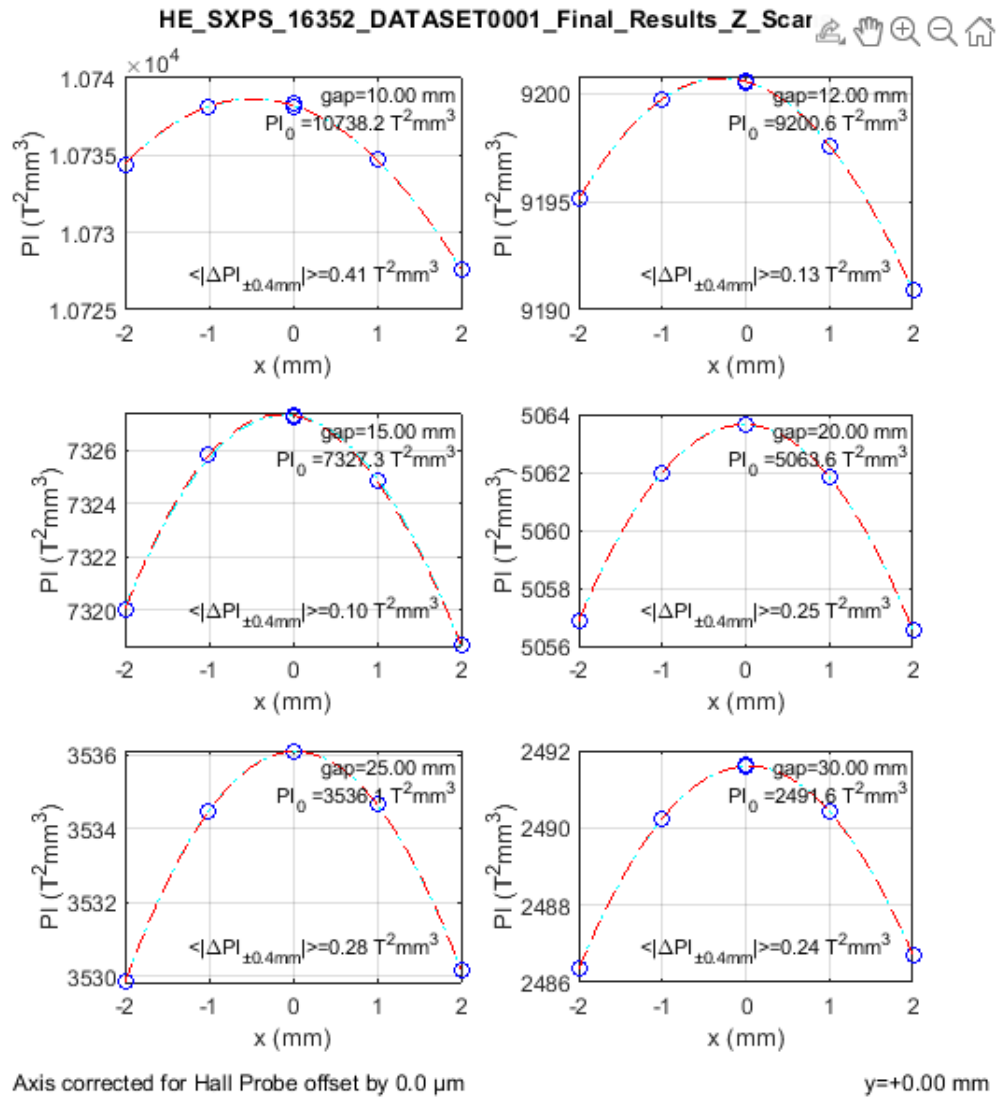 HE_SXPS_16352_DATASET0001_Final_Results_Z_Scar
×10⁴
1.074
1.0735
1.073
1.0725
PI (T²mm³)
gap=10.00 mm
PI₀ =10738.2 T²mm³
<|ΔPI±0.4mm|>=0.41 T²mm³
-2 -1 0 1 2
x (mm)
9200
9195
9190
PI (T²mm³)
gap=12.00 mm
PI₀ =9200.6 T²mm³
<|ΔPI±0.4mm|>=0.13 T²mm³
-2 -1 0 1 2
x (mm)
7326
7324
7322
7320
PI (T²mm³)
gap=15.00 mm
PI₀ =7327.3 T²mm³
<|ΔPI±0.4mm|>=0.10 T²mm³
-2 -1 0 1 2
x (mm)
5064
5062
5060
5058
5056
PI (T²mm³)
gap=20.00 mm
PI₀ =5063.6 T²mm³
<|ΔPI±0.4mm|>=0.25 T²mm³
-2 -1 0 1 2
x (mm)
3536
3534
3532
3530
PI (T²mm³)
gap=25.00 mm
PI₀ =3536.1 T²mm³
<|ΔPI±0.4mm|>=0.28 T²mm³
-2 -1 0 1 2
x (mm)
2492
2490
2488
2486
PI (T²mm³)
gap=30.00 mm
PI₀ =2491.6 T²mm³
<|ΔPI±0.4mm|>=0.24 T²mm³
-2 -1 0 1 2
x (mm)
Axis corrected for Hall Probe offset by 0.0 µm
y=+0.00 mm